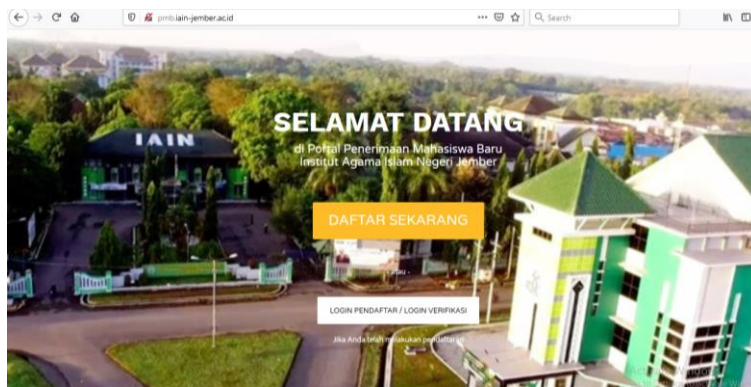 pmb.iain-jember.ac.id
Search
IAIN
SELAMAT DATANG
di Portal Penerimaan Mahasiswa Baru
Institut Agama Islam Negeri Jember
DAFTAR SEKARANG
- atau -
LOGIN PENDAFTAR / LOGIN VERIFIKASI
Jika Anda telah melakukan pendaftaran